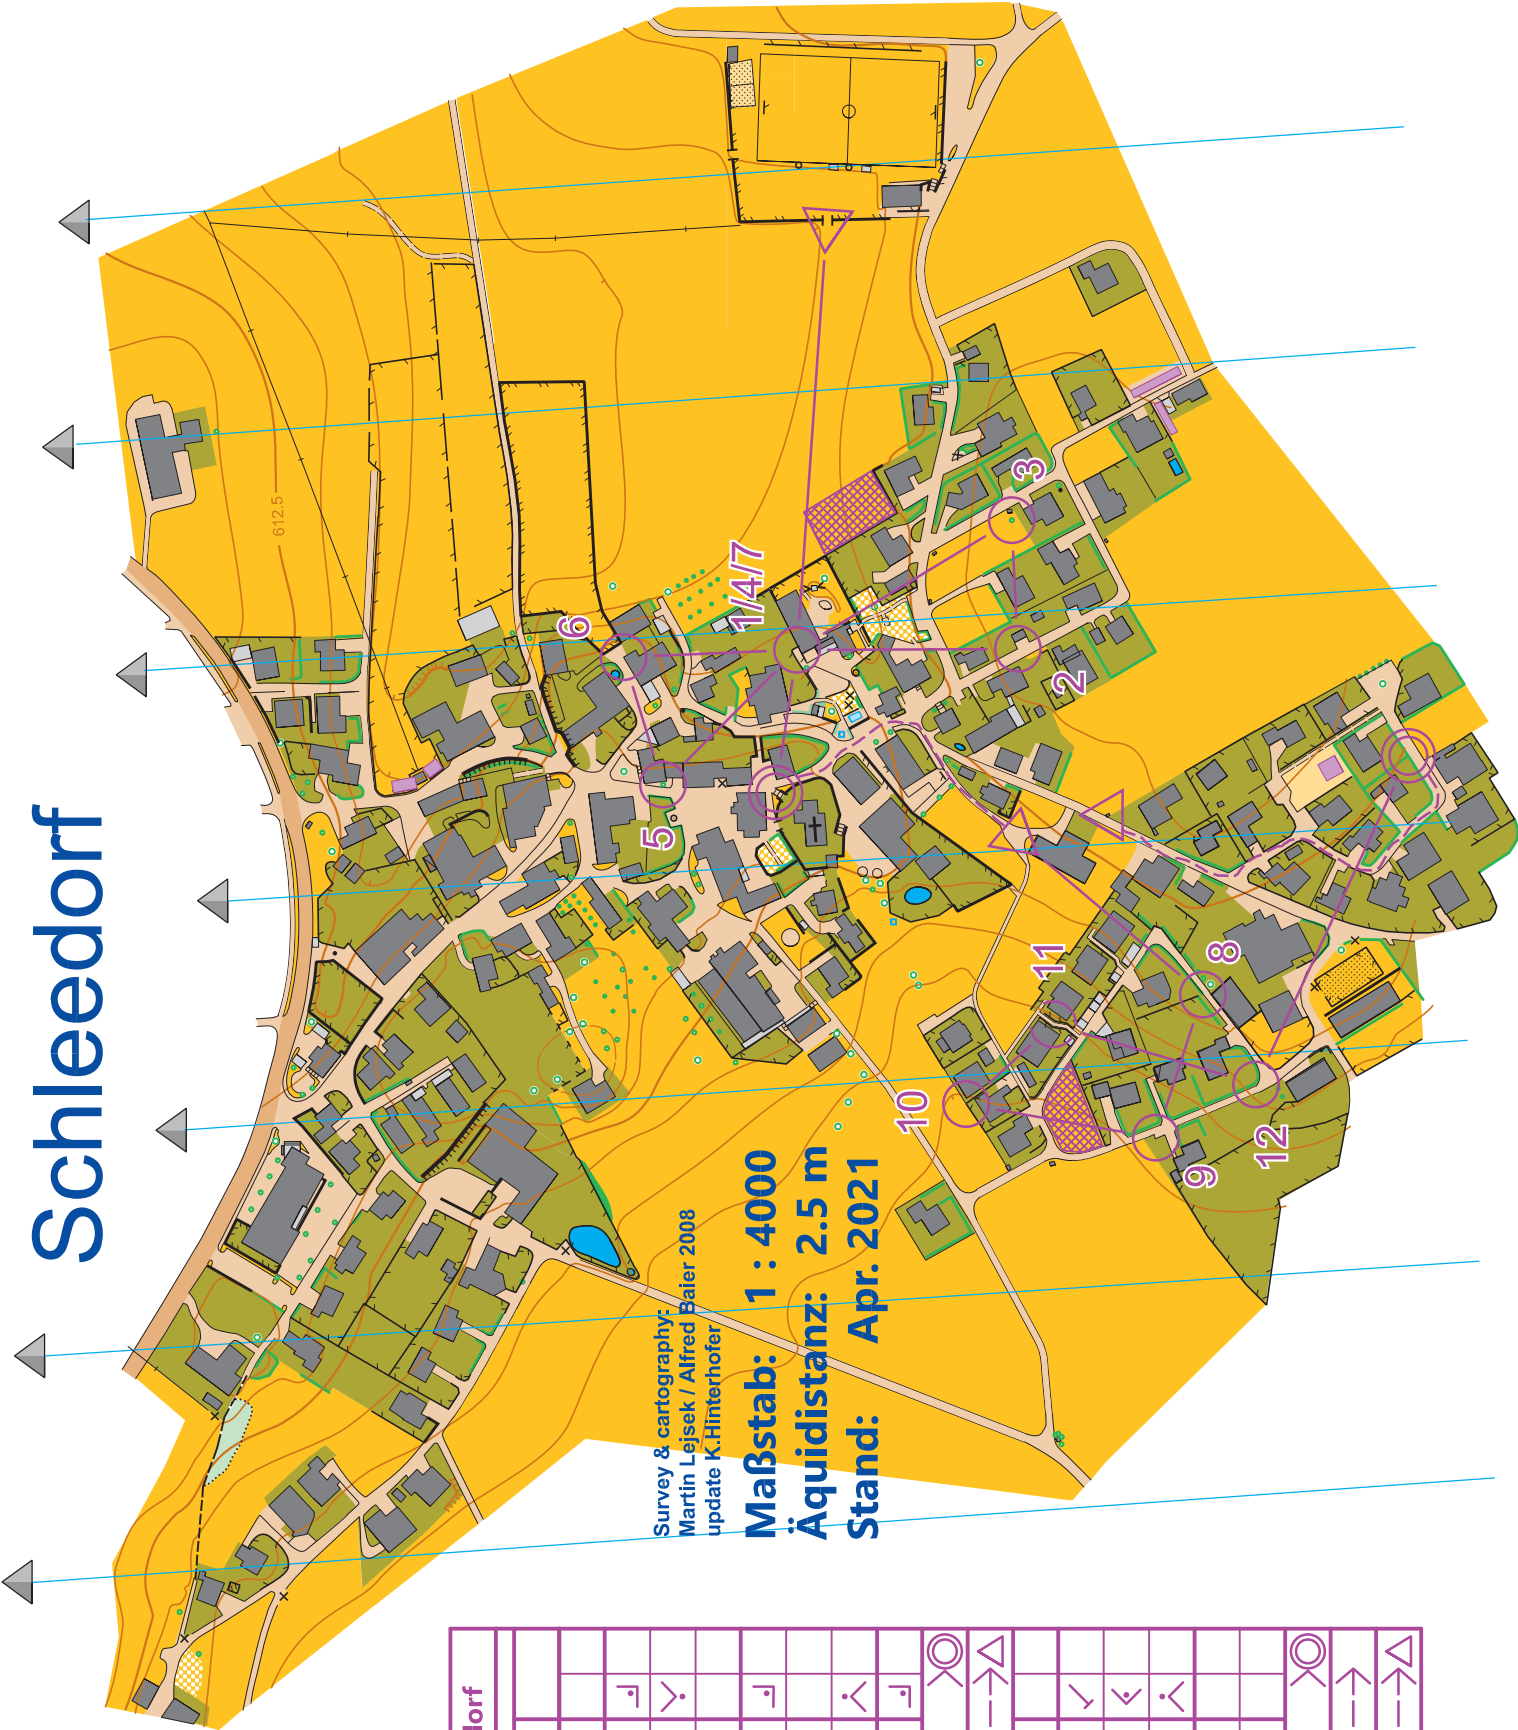 Schleedorf
612.5
Survey & cartography:
Martin Lejsek / Alfred Baier 2008
update K.Hinterhofer
Maßstab: 1 : 4000
Äquidistanz: 2.5 m
Stand: Apr. 2021
6
1/4/7
3
2
5
11
8
10
9
12
dorf